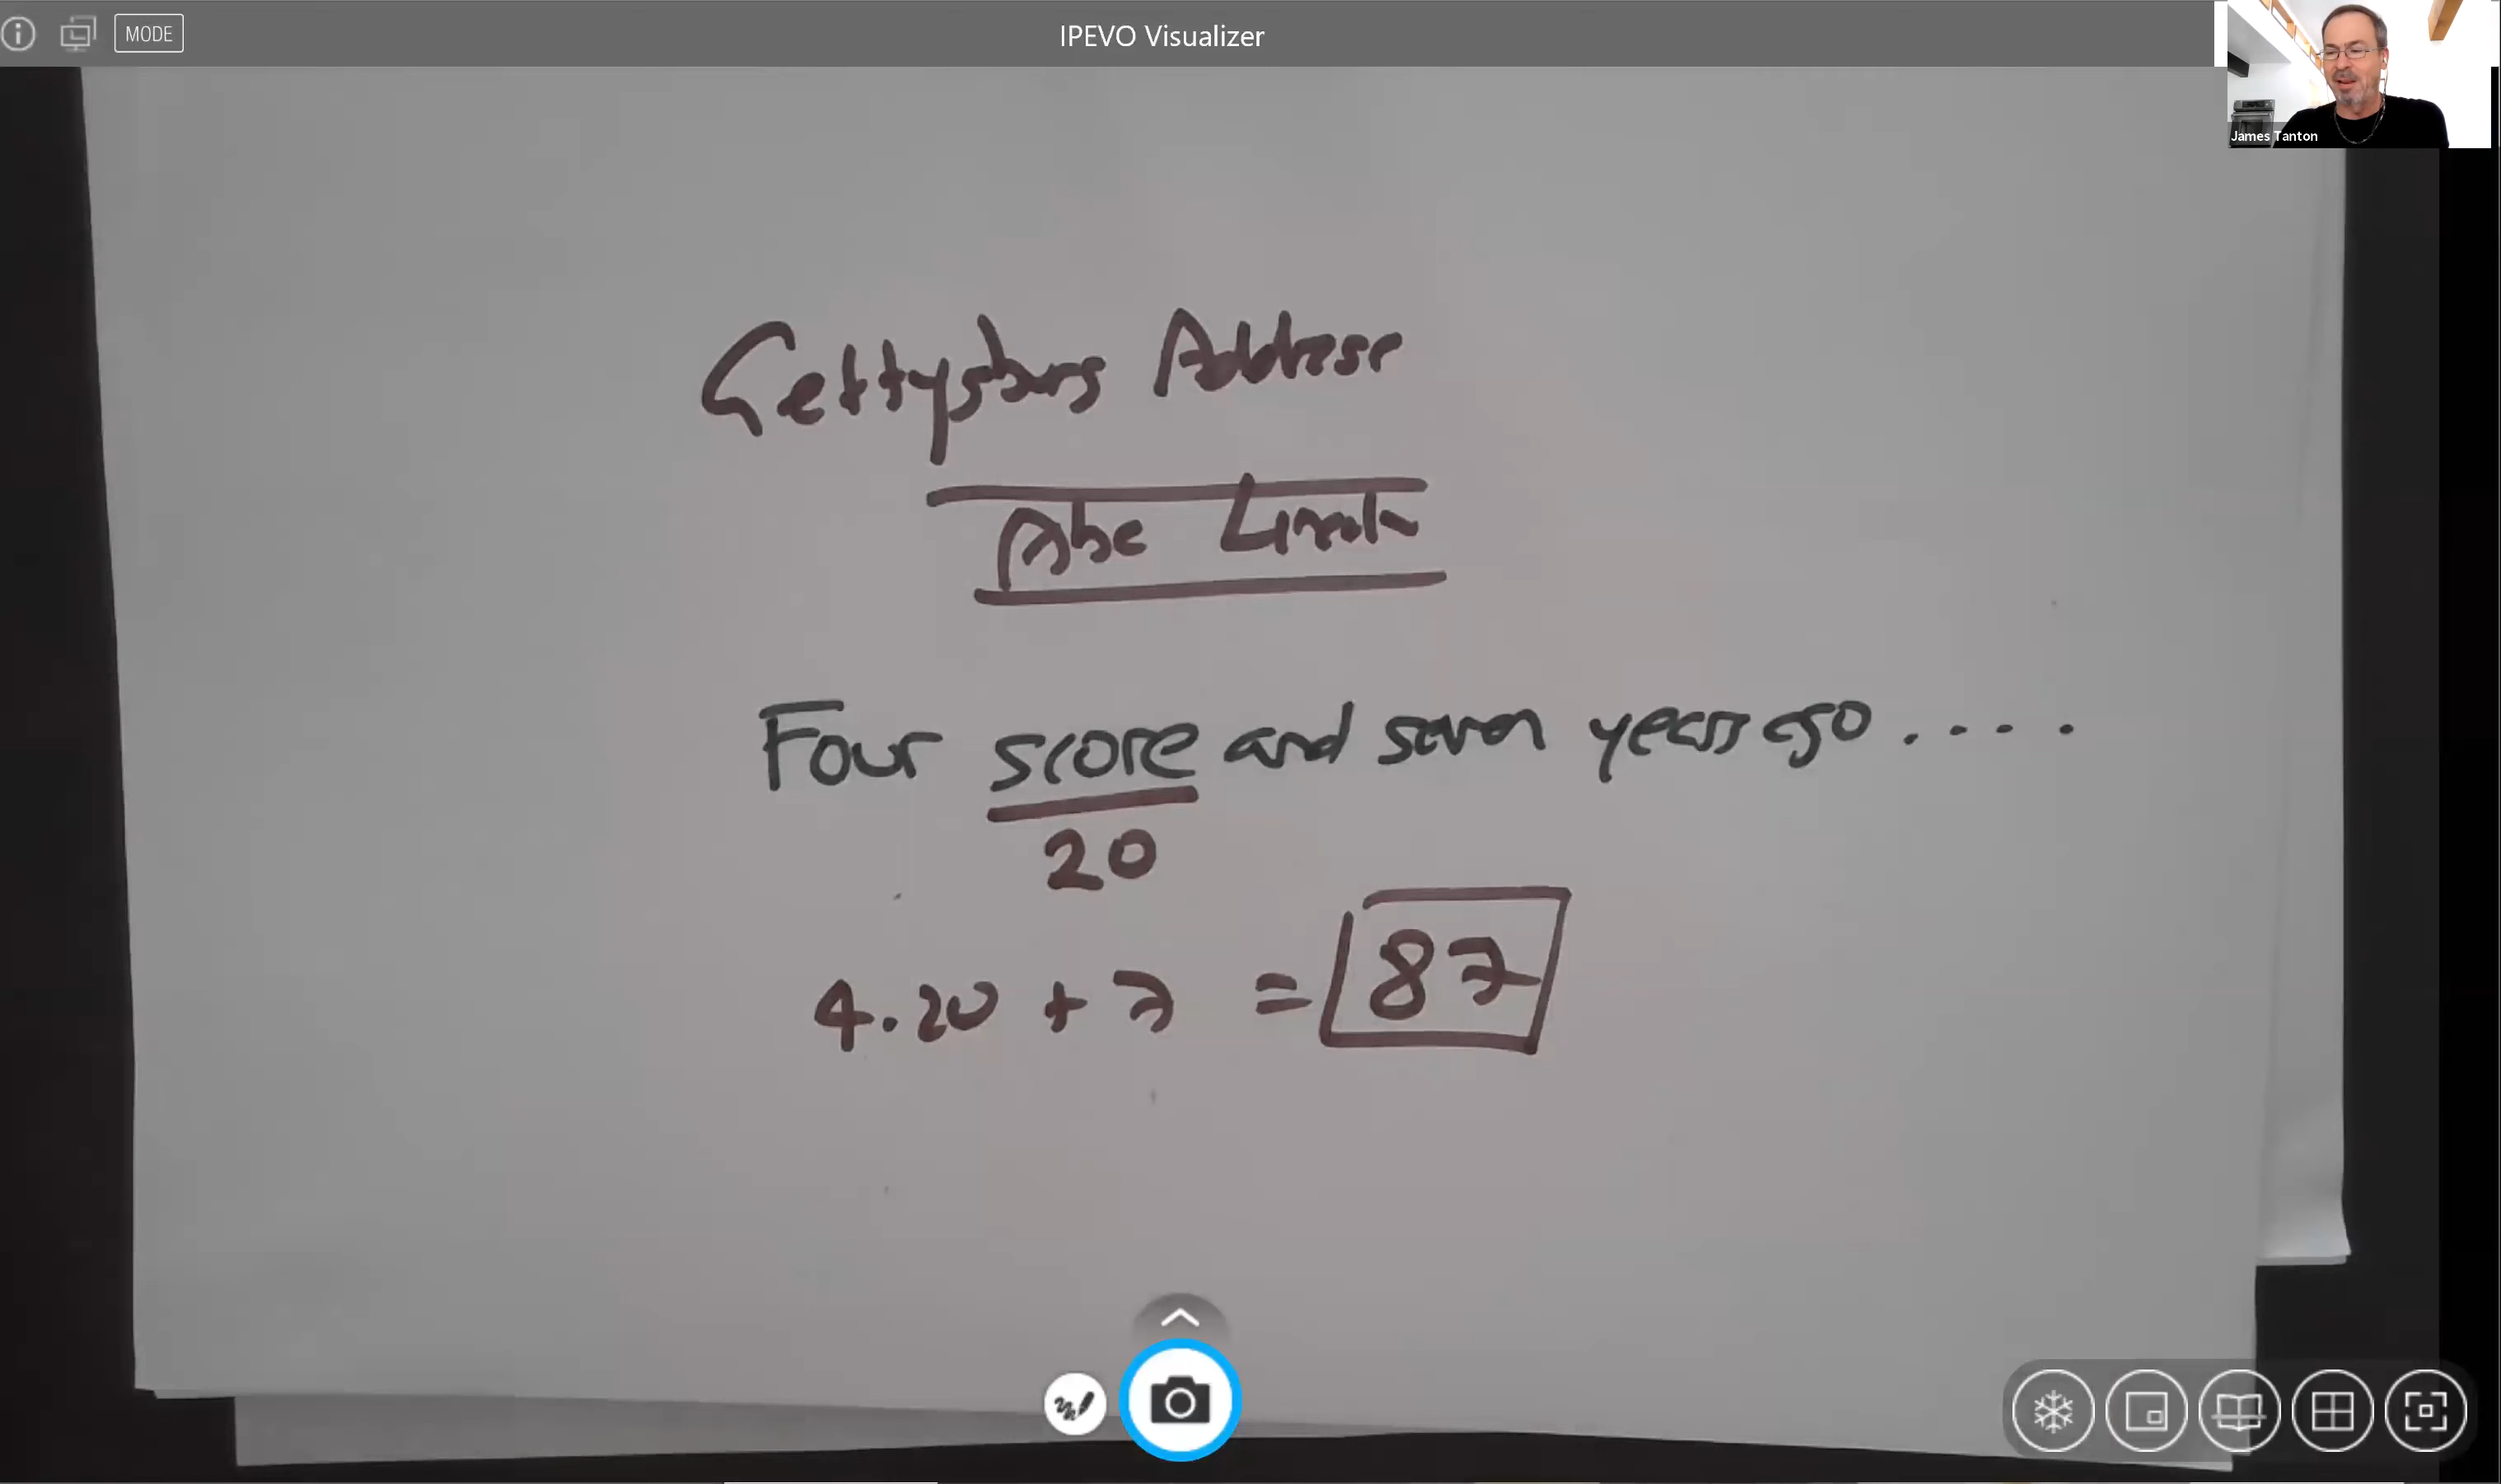 MODE
IPEVO Visualizer
James Tanton
Gettysburg Address
Abe
Four score and seven years ago ....
20
4.20 + 7 = 87